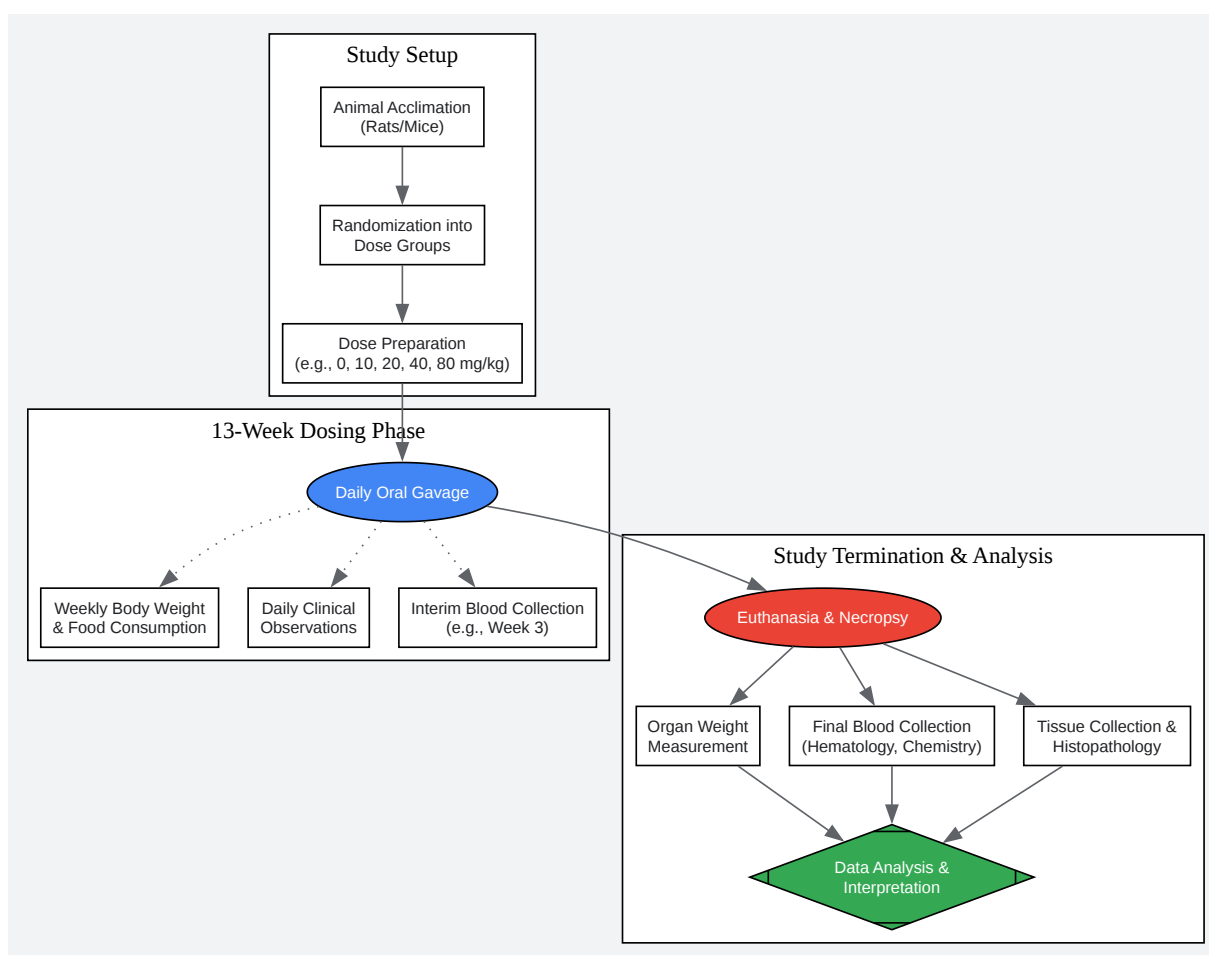 Study Setup
Animal Acclimation
(Rats/Mice)
Randomization into
Dose Groups
Dose Preparation
(e.g., 0, 10, 20, 40, 80 mg/kg)
13-Week Dosing Phase
Daily Oral Gavage
Weekly Body Weight
& Food Consumption
Daily Clinical
Observations
Interim Blood Collection
(e.g., Week 3)
Study Termination & Analysis
Euthanasia & Necropsy
Organ Weight
Measurement
Final Blood Collection
(Hematology, Chemistry)
Tissue Collection &
Histopathology
Data Analysis &
Interpretation